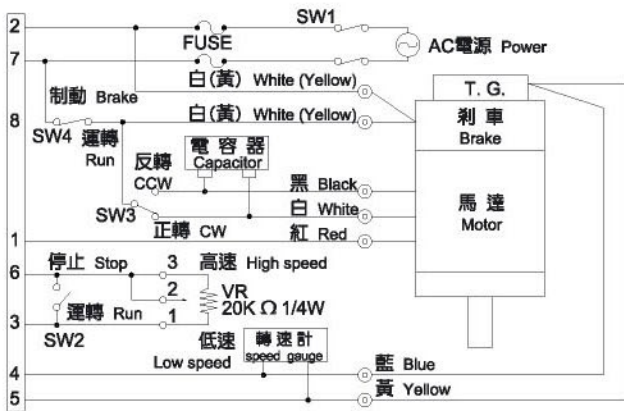 2
SW1
FUSE
AC電源 Power
7
白(黃) White (Yellow)
T. G.
制動 Brake
白(黃) White (Yellow)
剎車
Brake
8
SW4
運轉
Run
電容器
Capacitor
反轉
CCW
黑 Black
馬達
Motor
白 White
SW3
正轉 CW
紅 Red
1
停止 Stop
3
高速 High speed
6
2
VR
20K Ω 1/4W
運轉 Run
1
3
SW2
低速
Low speed
轉速計
speed gauge
藍 Blue
4
黃 Yellow
5